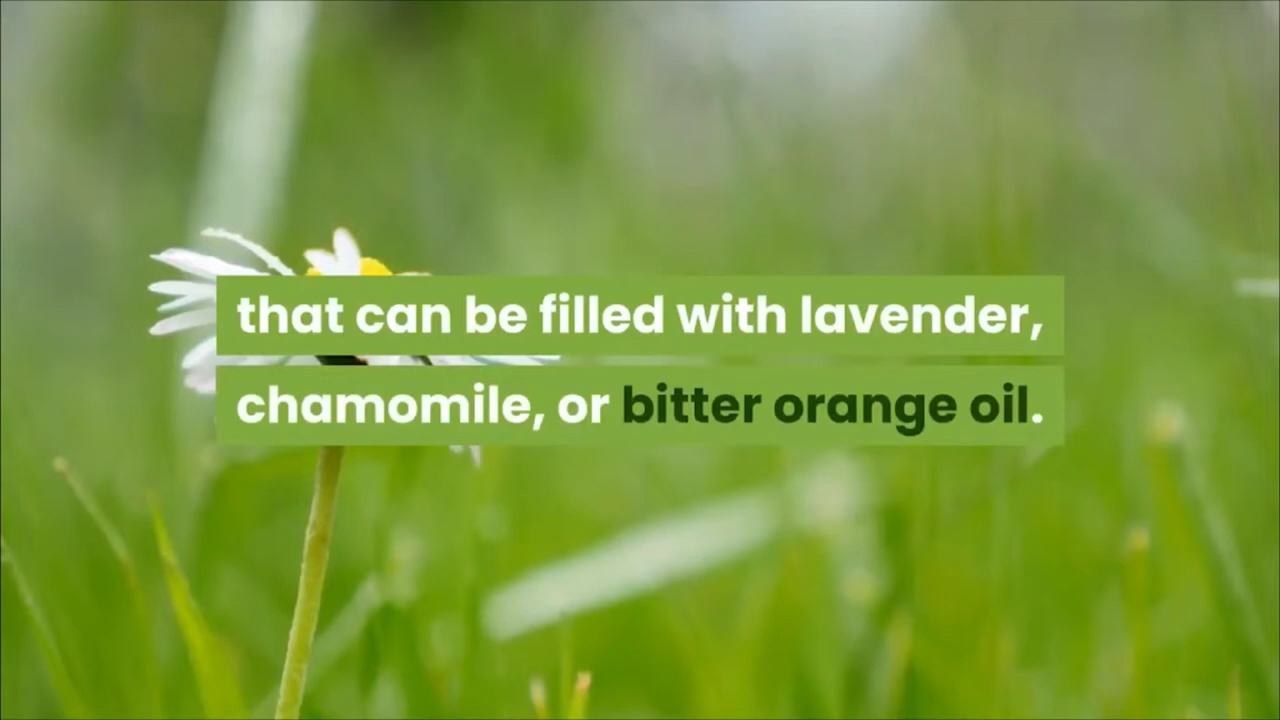 that can be filled with lavender,
chamomile, or bitter orange oil.